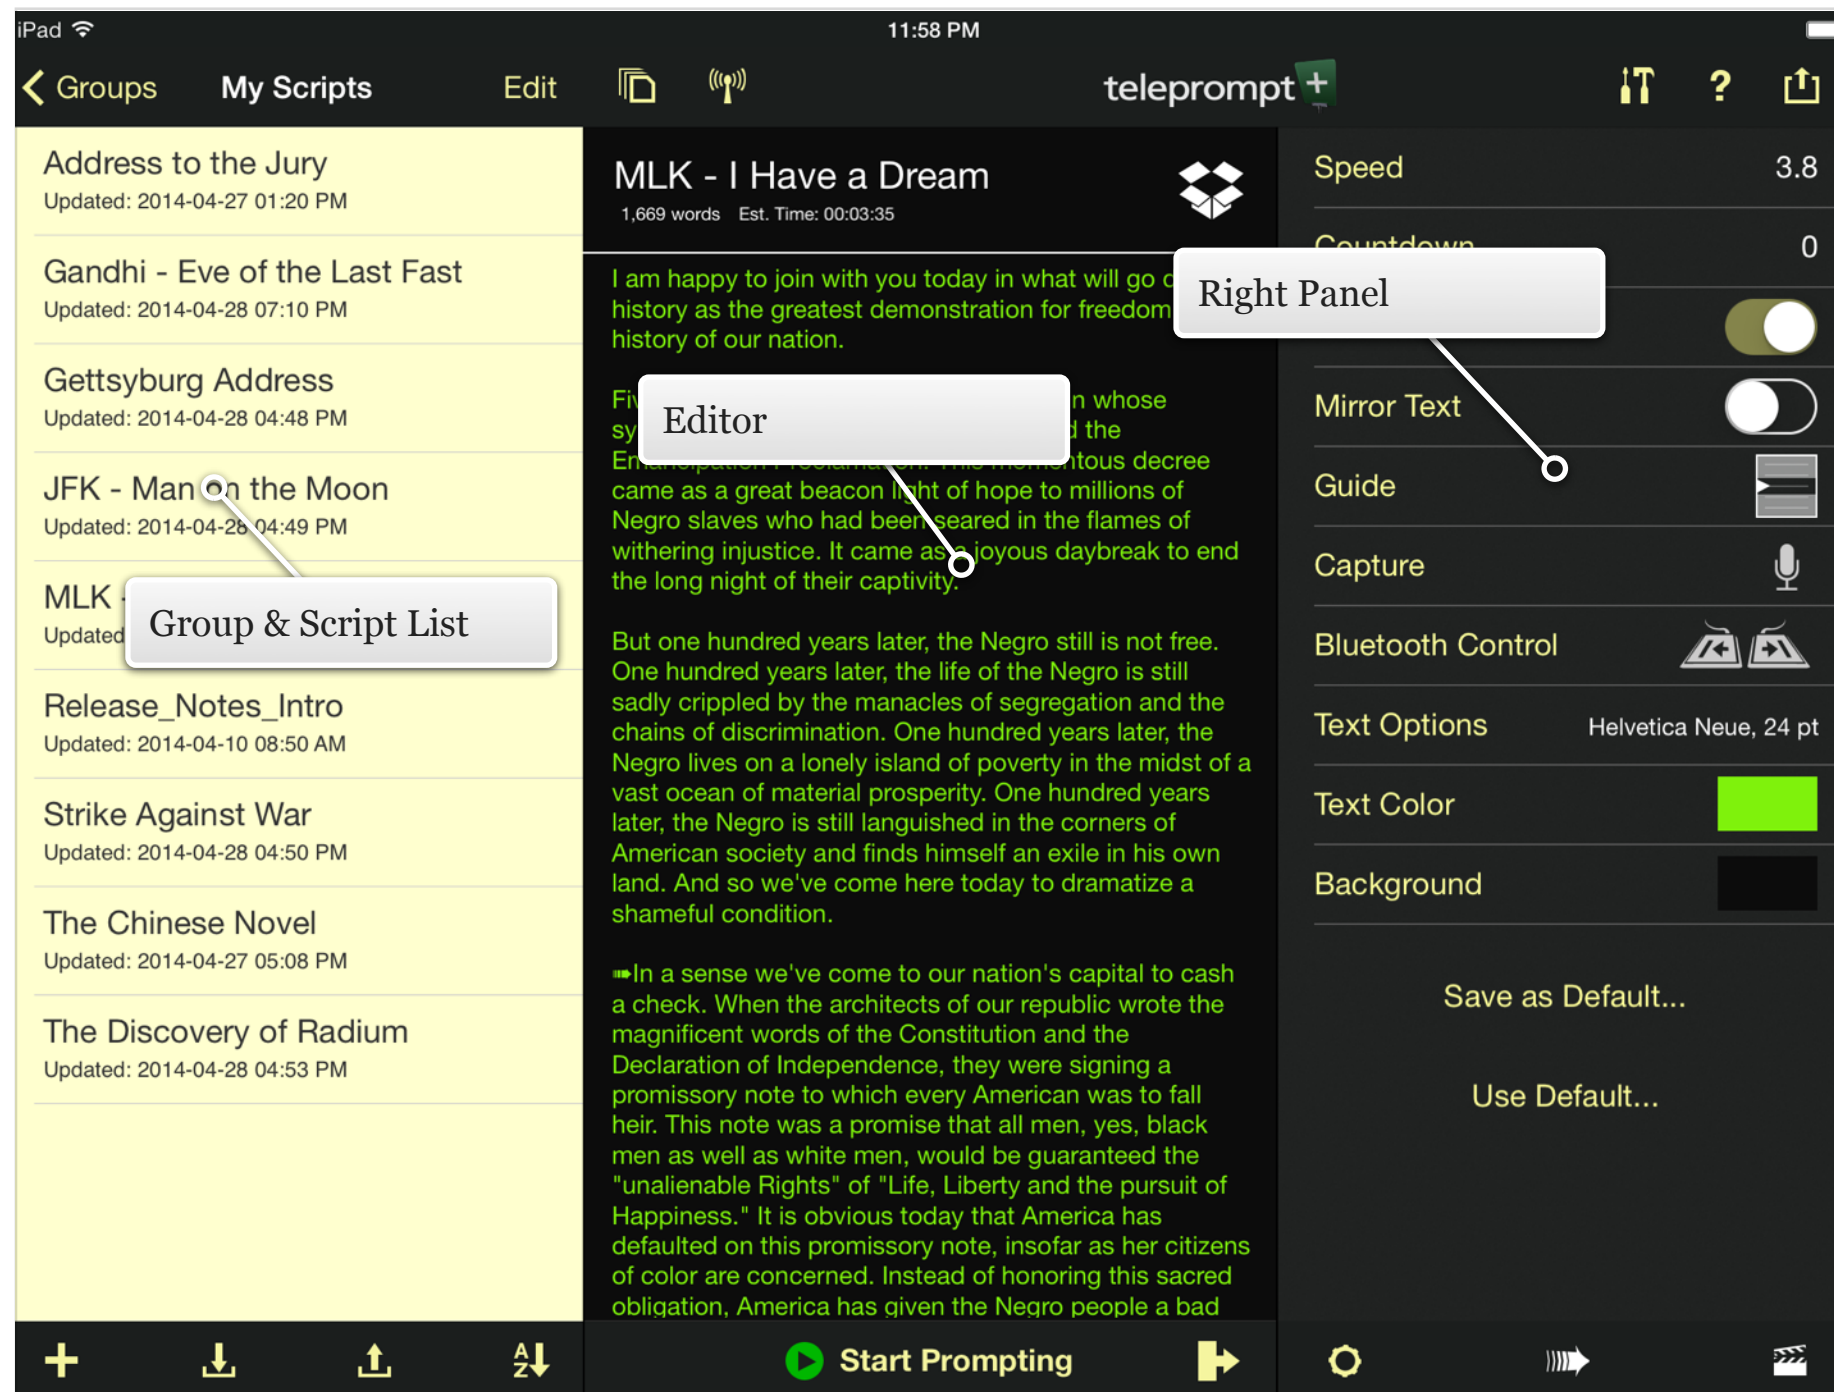 iPad
11:58 PM
Groups
My Scripts
Edit
teleprompt+
?
Address to the Jury
Updated: 2014-04-27 01:20 PM
Gandhi - Eve of the Last Fast
Updated: 2014-04-28 07:10 PM
Gettsyburg Address
Updated: 2014-04-28 04:48 PM
JFK - Man on the Moon
Updated: 2014-04-28 04:49 PM
MLK -
Updated
Group & Script List
Release_Notes_Intro
Updated: 2014-04-10 08:50 AM
Strike Against War
Updated: 2014-04-28 04:50 PM
The Chinese Novel
Updated: 2014-04-27 05:08 PM
The Discovery of Radium
Updated: 2014-04-28 04:53 PM
MLK - I Have a Dream
1,669 words Est. Time: 00:03:35
I am happy to join with you today in what will go
history as the greatest demonstration for freedom
history of our nation.
Editor
whose
the
Emancipation Proclamation. This momentous decree
came as a great beacon light of hope to millions of
Negro slaves who had been seared in the flames of
withering injustice. It came as a joyous daybreak to end
the long night of their captivity.
But one hundred years later, the Negro still is not free.
One hundred years later, the life of the Negro is still
sadly crippled by the manacles of segregation and the
chains of discrimination. One hundred years later, the
Negro lives on a lonely island of poverty in the midst of a
vast ocean of material prosperity. One hundred years
later, the Negro is still languished in the corners of
American society and finds himself an exile in his own
land. And so we've come here today to dramatize a
shameful condition.
In a sense we've come to our nation's capital to cash
a check. When the architects of our republic wrote the
magnificent words of the Constitution and the
Declaration of Independence, they were signing a
promissory note to which every American was to fall
heir. This note was a promise that all men, yes, black
men as well as white men, would be guaranteed the
"unalienable Rights" of "Life, Liberty and the pursuit of
Happiness." It is obvious today that America has
defaulted on this promissory note, insofar as her citizens
of color are concerned. Instead of honoring this sacred
obligation, America has given the Negro people a bad
Speed 3.8
Countdown 0
Right Panel
Mirror Text
Guide
Capture
Bluetooth Control
Text Options Helvetica Neue, 24 pt
Text Color
Background
Save as Default...
Use Default...
A
Z
Start Prompting